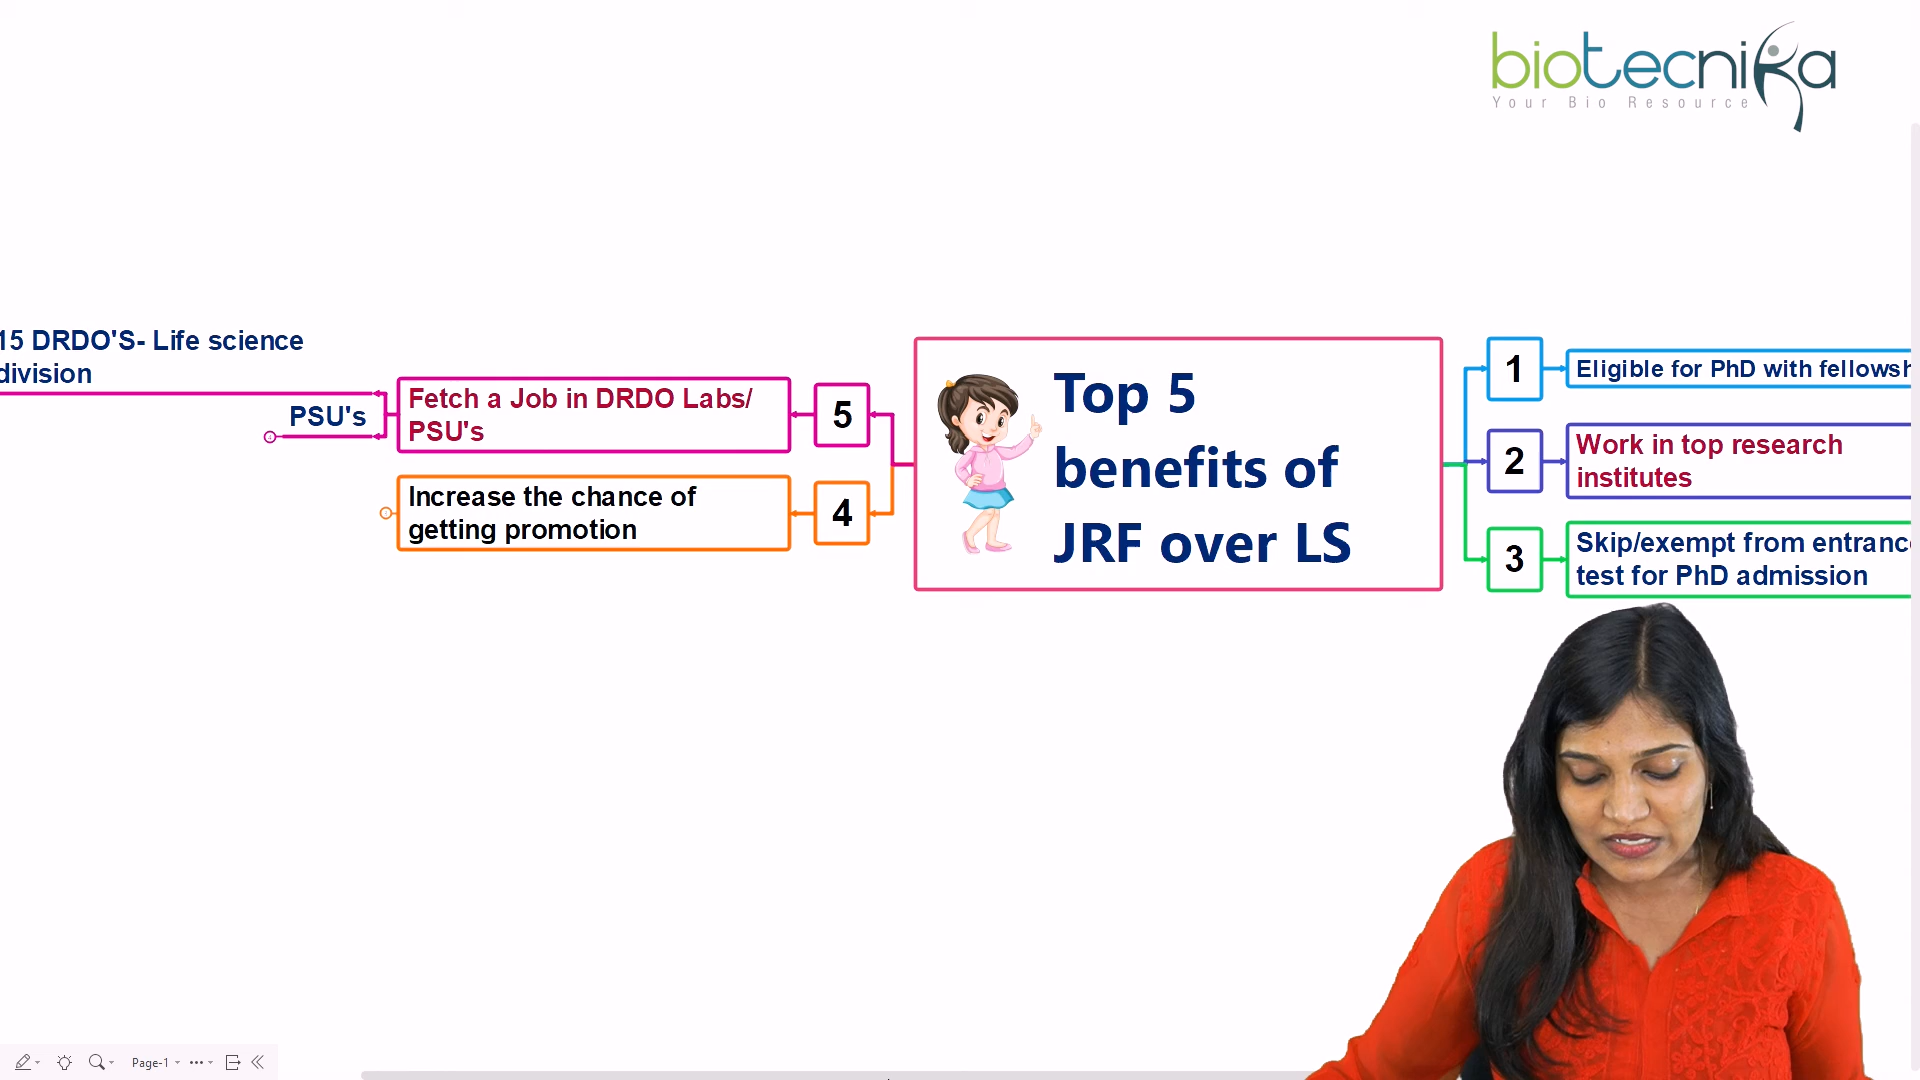 biotecnika
Your Bio Resource
15 DRDO'S- Life science
division
PSU's
Fetch a Job in DRDO Labs/
PSU's
5
Increase the chance of
getting promotion
4
Top 5
benefits of
JRF over LS
1
Eligible for PhD with fellowsh
2
Work in top research
institutes
3
Skip/exempt from entranc
test for PhD admission
Page-1